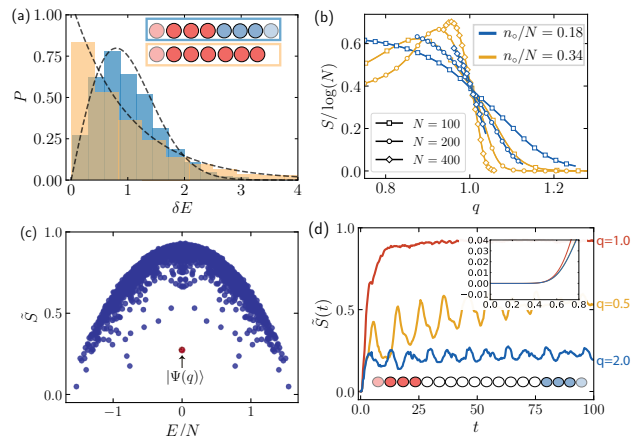 (a)
1.00
0.75
0.50
0.25
0.00
P
0 1 2 3 4
δE
(b)
0.6
0.4
0.2
0.0
S/log(N)
n○/N = 0.18
n○/N = 0.34
N = 100
N = 200
N = 400
0.8 1.0 1.2
q
(c)
1.0
0.5
0.0
S̄
|Ψ(q)⟩
−1 0 1
E/N
(d)
1.0
0.5
0.0
S̄(t)
0.04
0.03
0.02
0.01
0.00
−0.01
0.0 0.2 0.4 0.6 0.8
q=1.0
q=0.5
q=2.0
0 25 50 75 100
t